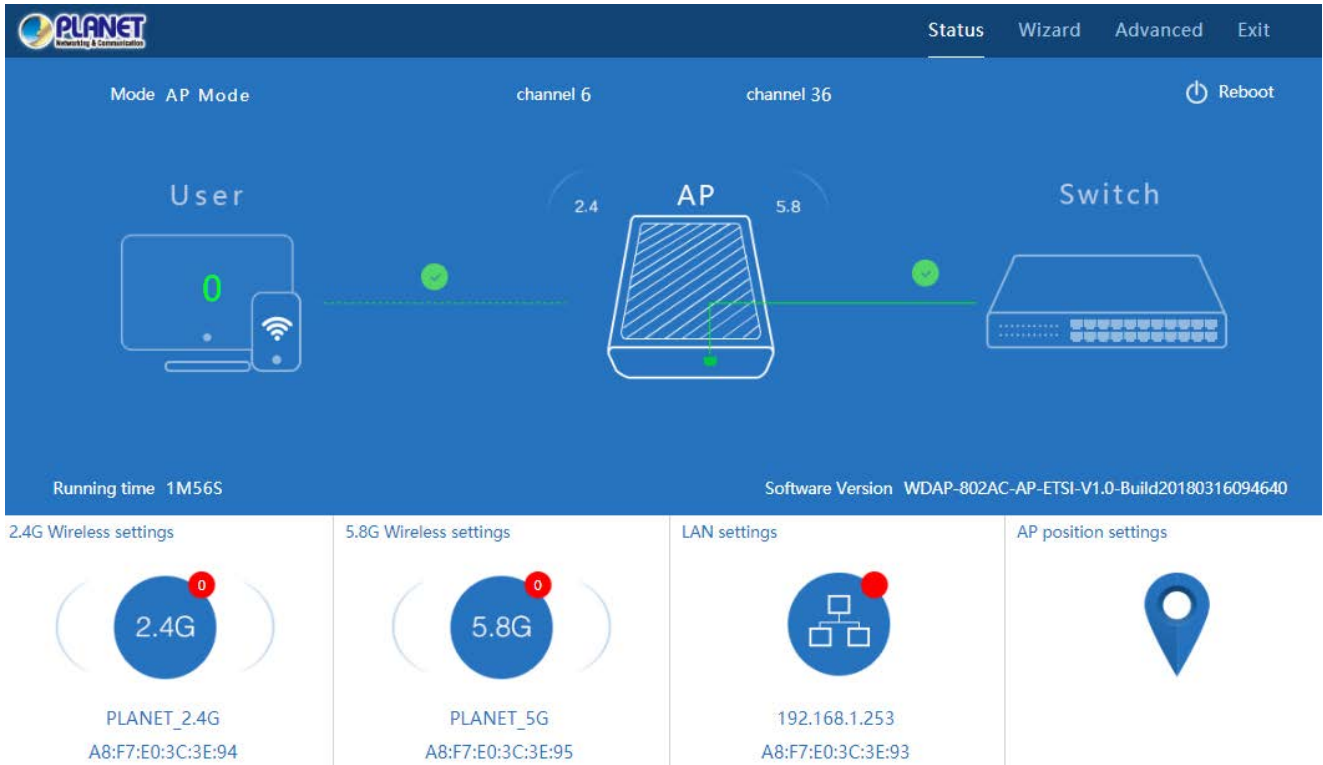 PLANET
Networking & Communication
Status Wizard Advanced Exit
Mode AP Mode channel 6 channel 36 Reboot
User AP Switch
2.4 5.8
0
Running time 1M56S Software Version WDAP-802AC-AP-ETSI-V1.0-Build20180316094640
2.4G Wireless settings 5.8G Wireless settings LAN settings AP position settings
0 0
2.4G 5.8G
PLANET_2.4G PLANET_5G 192.168.1.253
A8:F7:E0:3C:3E:94 A8:F7:E0:3C:3E:95 A8:F7:E0:3C:3E:93